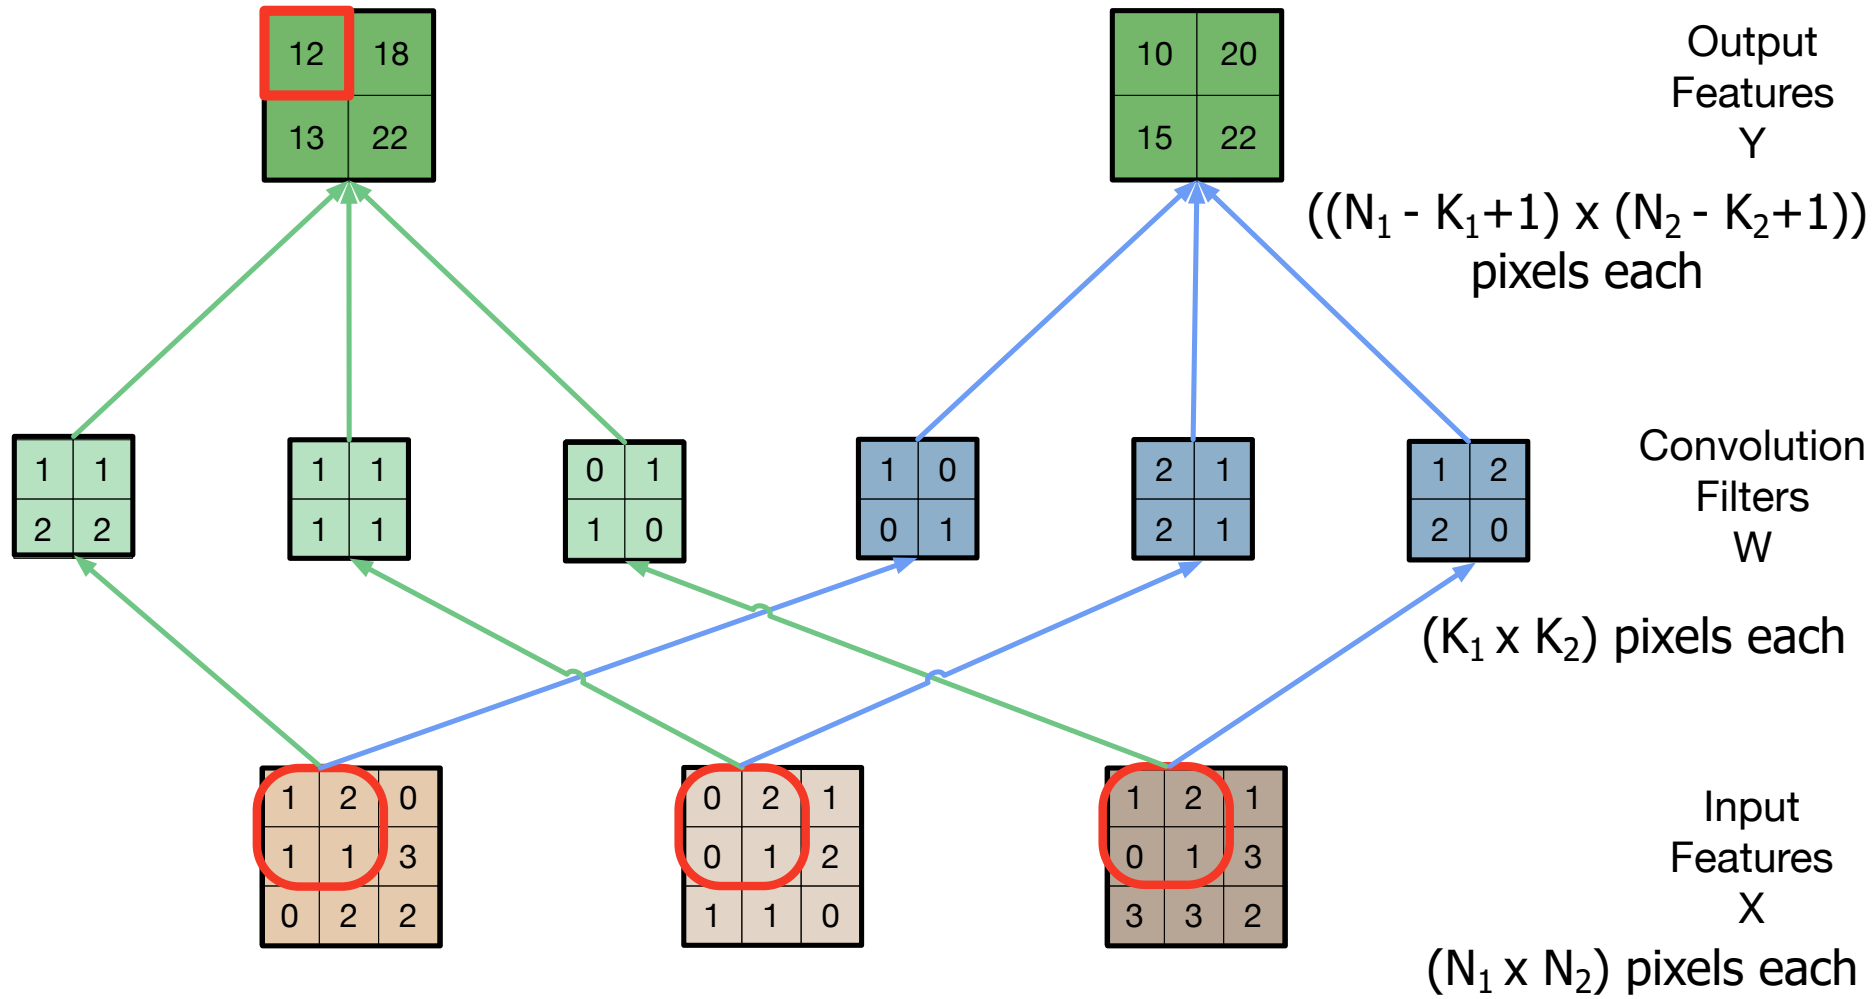 12 18 10 20 Output
Features
13 22 15 22 Y
((N₁ - K₁+1) x (N₂ - K₂+1))
pixels each
1 1 1 1 0 1 1 0 2 1 1 2 Convolution
Filters
2 2 1 1 1 0 0 1 2 1 2 0 W
(K₁ x K₂) pixels each
1 2 0 0 2 1 1 2 1 Input
1 1 3 0 1 2 0 1 3 Features
0 2 2 1 1 0 3 3 2 X
(N₁ x N₂) pixels each